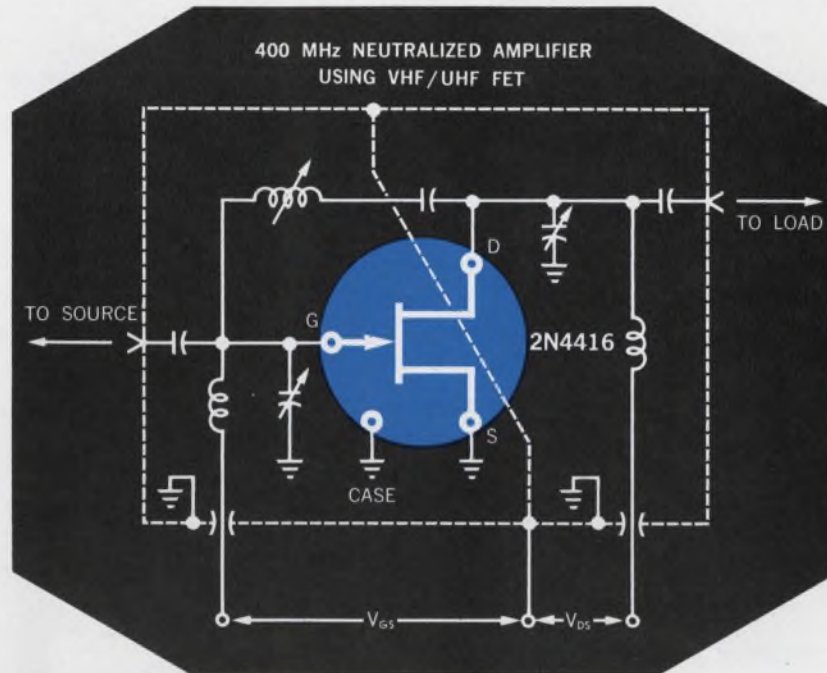 400 MHz NEUTRALIZED AMPLIFIER
USING VHF/UHF FET
TO LOAD
D
TO SOURCE
G
2N4416
S
CASE
VGS
VDS